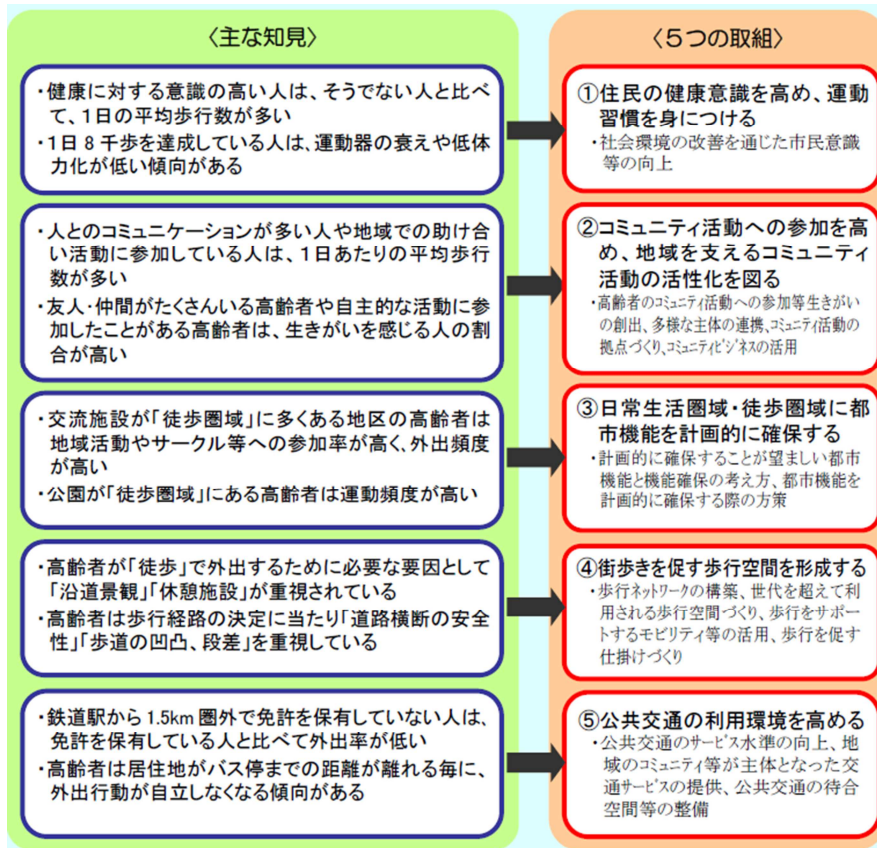 〈主な知見〉
・健康に対する意識の高い人は、そうでない人と比べ
て、1日の平均歩行数が多い
・1日8千歩を達成している人は、運動器の衰えや低体
力化が低い傾向がある
・人とのコミュニケーションが多い人や地域での助け合
い活動に参加している人は、1日あたりの平均歩行
数が多い
・友人・仲間がたくさんいる高齢者や自主的な活動に参
加したことがある高齢者は、生きがいを感じる人の割
合が高い
・交流施設が「徒歩圏域」に多くある地区の高齢者は
地域活動やサークル等への参加率が高く、外出頻度
が高い
・公園が「徒歩圏域」にある高齢者は運動頻度が高い
・高齢者が「徒歩」で外出するために必要な要因として
「沿道景観」「休憩施設」が重視されている
・高齢者は歩行経路の決定に当たり「道路横断の安全
性」「歩道の凹凸、段差」を重視している
・鉄道駅から1.5km圏外で免許を保有していない人は、
免許を保有している人と比べて外出率が低い
・高齢者は居住地がバス停までの距離が離れる毎に、
外出行動が自立しなくなる傾向がある
〈5つの取組〉
①住民の健康意識を高め、運動
習慣を身につける
・社会環境の改善を通じた市民意識
等の向上
②コミュニティ活動への参加を高
め、地域を支えるコミュニティ
活動の活性化を図る
・高齢者のコミュニティ活動への参加等生きがい
の創出、多様な主体の連携、コミュニティ活動の
拠点づくり、コミュニティビジネスの活用
③日常生活圏域・徒歩圏域に都
市機能を計画的に確保する
・計画的に確保することが望ましい都市
機能と機能確保の考え方、都市機能を
計画的に確保する際の方策
④街歩きを促す歩行空間を形成する
・歩行ネットワークの構築、世代を超えて利
用される歩行空間づくり、歩行をサポー
トするモビリティ等の活用、歩行を促す
仕掛けづくり
⑤公共交通の利用環境を高める
・公共交通のサービス水準の向上、地
域のコミュニティ等が主体となった交
通サービスの提供、公共交通の待合
空間等の整備